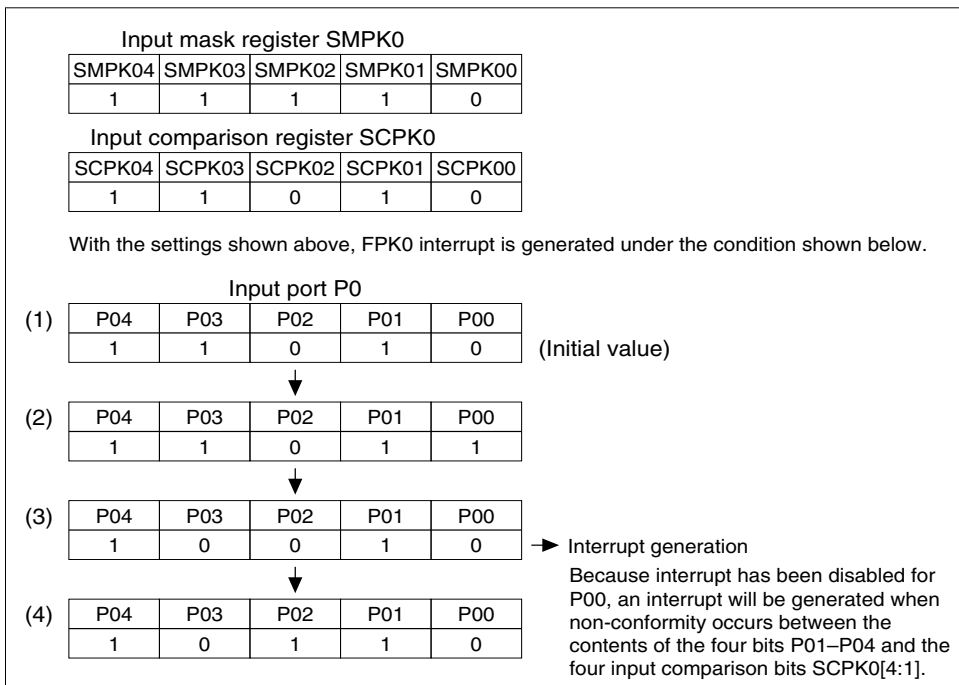 Input mask register SMPK0
SMPK04 SMPK03 SMPK02 SMPK01 SMPK00
1 1 1 1 0
Input comparison register SCPK0
SCPK04 SCPK03 SCPK02 SCPK01 SCPK00
1 1 0 1 0
With the settings shown above, FPK0 interrupt is generated under the condition shown below.
Input port P0
(1) P04 P03 P02 P01 P00
1 1 0 1 0 (Initial value)
(2) P04 P03 P02 P01 P00
1 1 0 1 1
(3) P04 P03 P02 P01 P00
1 0 0 1 0 Interrupt generation
Because interrupt has been disabled for
P00, an interrupt will be generated when
non-conformity occurs between the
contents of the four bits P01–P04 and the
four input comparison bits SCPK0[4:1].
(4) P04 P03 P02 P01 P00
1 0 1 1 0